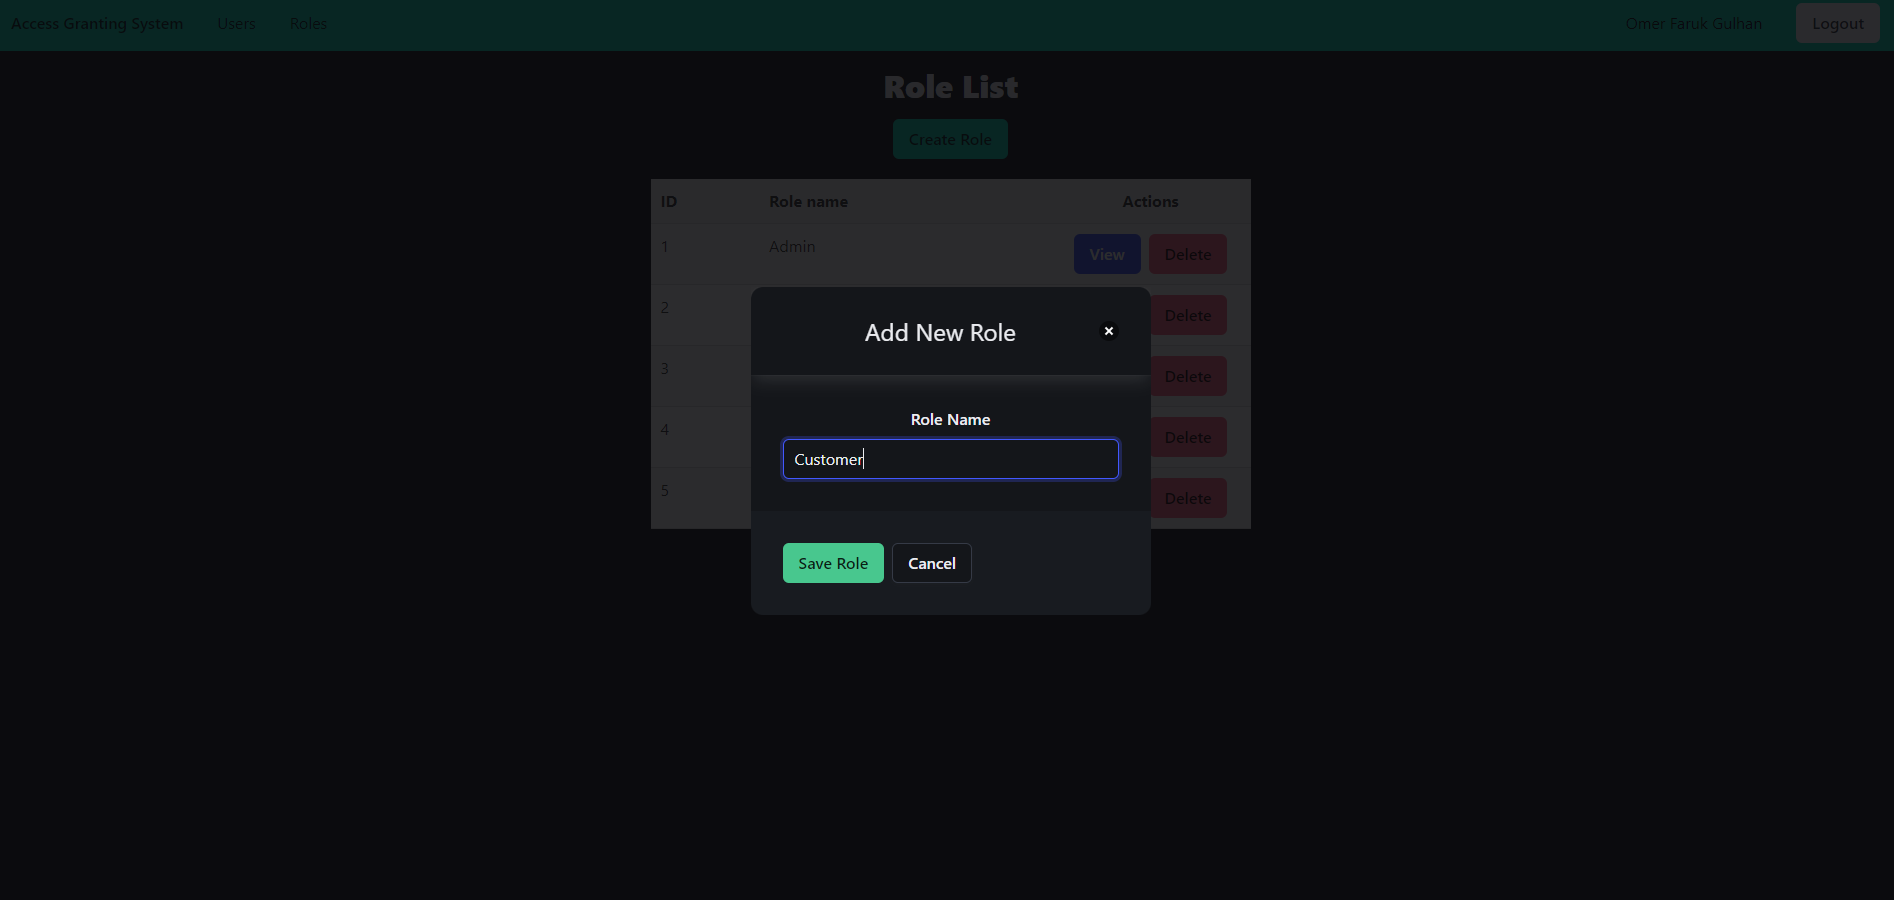 Access Granting System Users Roles Omer Faruk Gulhan Logout
Role List
Create Role
ID Role name Actions
1 Admin View Delete
2 Delete
Add New Role
3 Delete
Role Name
4 Delete
Customer
5 Delete
Save Role Cancel